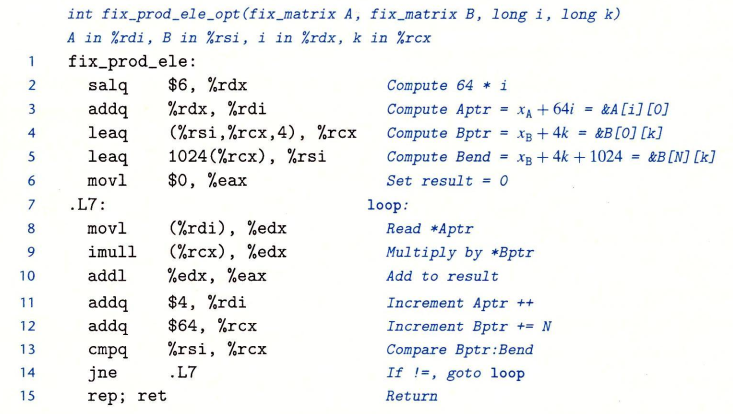 int fix_prod_ele_opt(fix_matrix A, fix_matrix B, long i, long k)
A in %rdi, B in %rsi, i in %rdx, k in %rcx
1 fix_prod_ele:
2 salq $6, %rdx Compute 64 * i
3 addq %rdx, %rdi Compute Aptr = xA + 64i = &A[i][0]
4 leaq (%rsi,%rcx,4), %rcx Compute Bptr = xB + 4k = &B[0][k]
5 leaq 1024(%rcx), %rsi Compute Bend = xB + 4k + 1024 = &B[N][k]
6 movl $0, %eax Set result = 0
7 .L7: loop:
8 movl (%rdi), %edx Read *Aptr
9 imull (%rcx), %edx Multiply by *Bptr
10 addl %edx, %eax Add to result
11 addq $4, %rdi Increment Aptr ++
12 addq $64, %rcx Increment Bptr += N
13 cmpq %rsi, %rcx Compare Bptr:Bend
14 jne .L7 If !=, goto loop
15 rep; ret Return